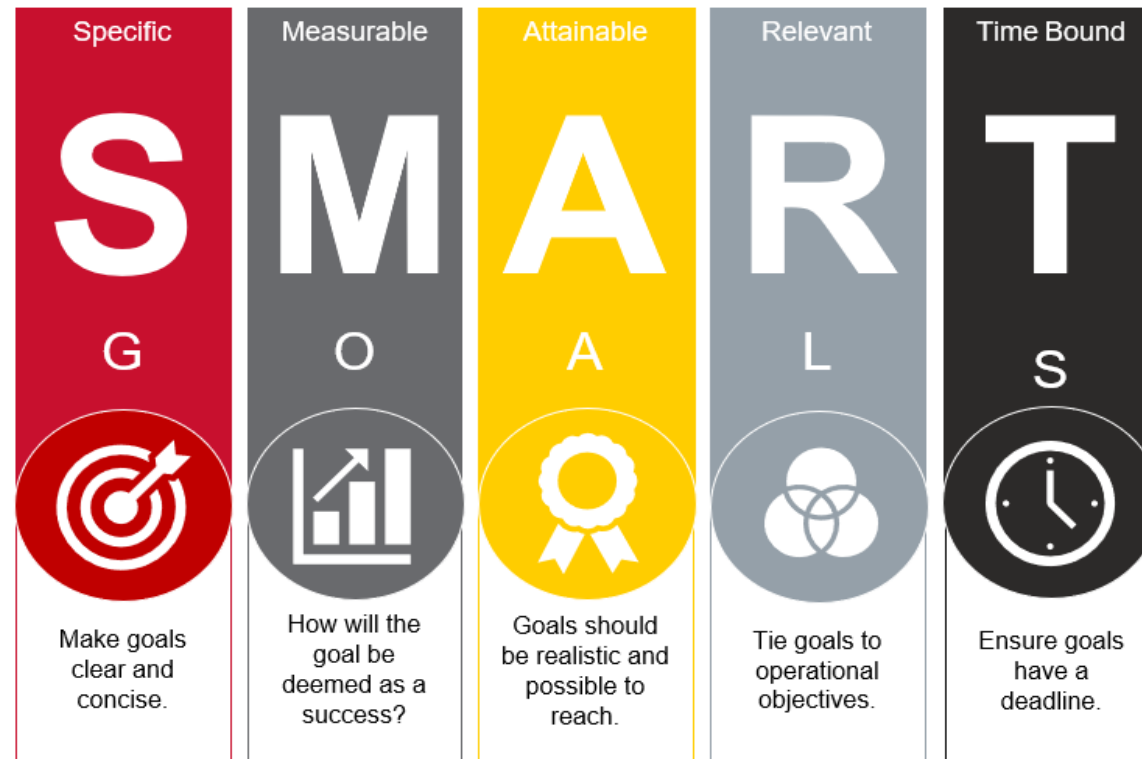 Specific
Measurable
Attainable
Relevant
Time Bound
S
M
A
R
T
G
O
A
L
S
Make goals
clear and
concise.
How will the
goal be
deemed as a
success?
Goals should
be realistic and
possible to
reach.
Tie goals to
operational
objectives.
Ensure goals
have a
deadline.